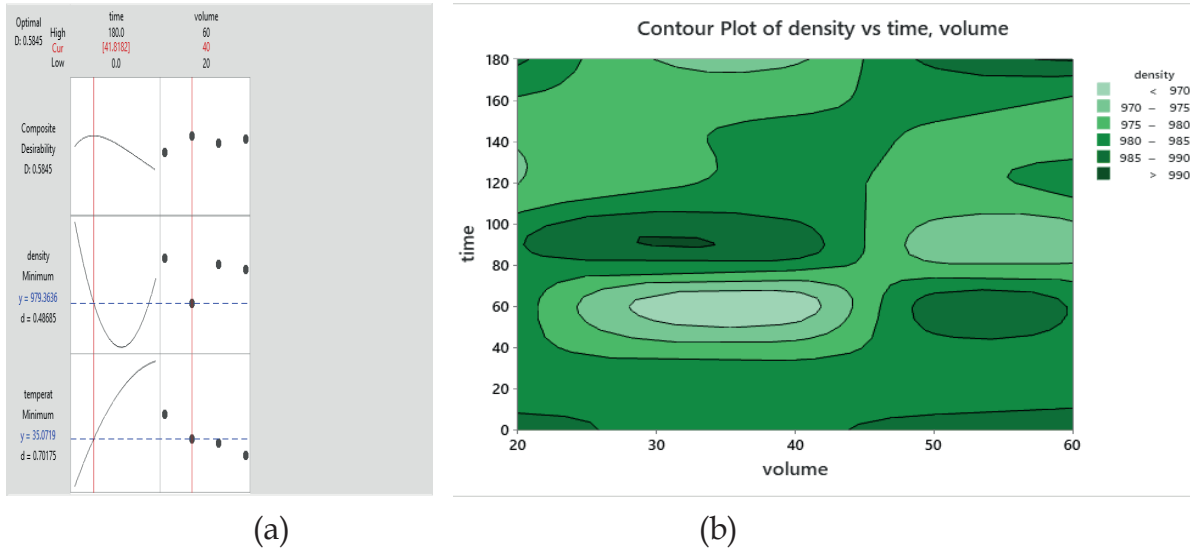 time volume
Optimal High 180.0 60
D: 0.5845 Cur [41.8182] 40
Low 0.0 20
Composite
Desirability
D: 0.5845
density
Minimum
y = 979.3636
d = 0.48685
temperat
Minimum
y = 35.0719
d = 0.70175
(a)
Contour Plot of density vs time, volume
180
160
140
120
100
80
60
40
20
0
time
20 30 40 50 60
volume
density
< 970
970 – 975
975 – 980
980 – 985
985 – 990
> 990
(b)